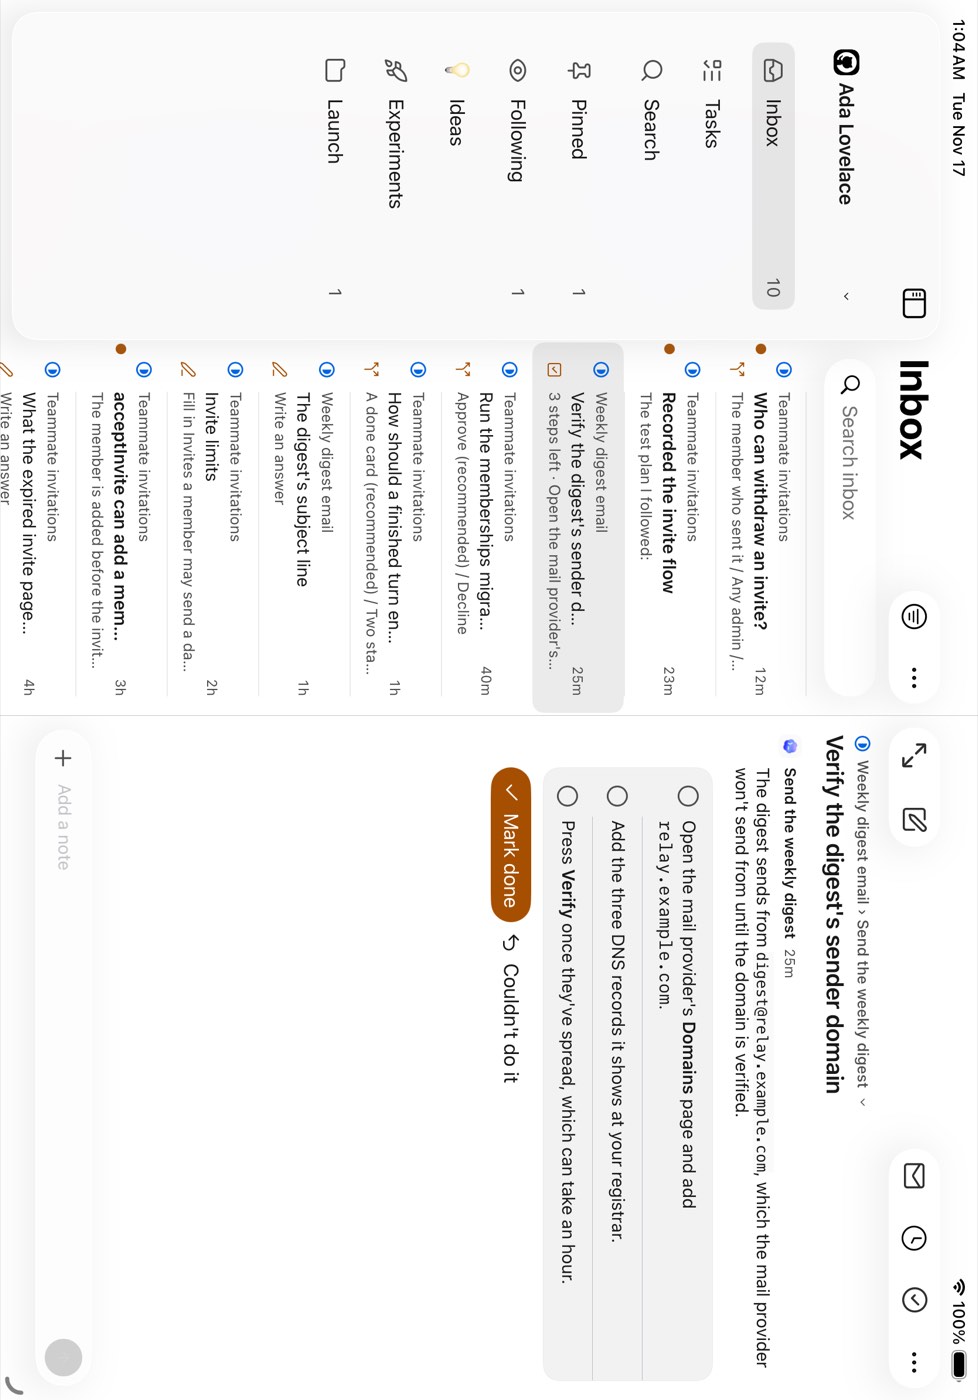 1:04 AM Tue Nov 17
100%
Ada Lovelace
Inbox 10
Tasks
Search
Pinned 1
Following 1
Ideas
Experiments
Launch 1
Inbox
Search inbox
Teammate invitations
Who can withdraw an invite? 12m
The member who sent it / Any admin /...
Teammate invitations
Recorded the invite flow 23m
The test plan I followed:
Weekly digest email
Verify the digest's sender d... 25m
3 steps left · Open the mail provider's...
Teammate invitations
Run the memberships migra... 40m
Approve (recommended) / Decline
Teammate invitations
How should a finished turn en... 1h
A done card (recommended) / Two sta...
Weekly digest email
The digest's subject line 1h
Write an answer
Teammate invitations
Invite limits 2h
Fill in Invites a member may send a da...
Teammate invitations
acceptInvite can add a mem... 3h
The member is added before the invit...
Teammate invitations
What the expired invite page... 4h
Write an answer
Weekly digest email › Send the weekly digest
Verify the digest's sender domain
Send the weekly digest 25m
The digest sends from digest@relay.example.com, which the mail provider
won't send from until the domain is verified.
Open the mail provider's Domains page and add
relay.example.com.
Add the three DNS records it shows at your registrar.
Press Verify once they've spread, which can take an hour.
Mark done
Couldn't do it
Add a note